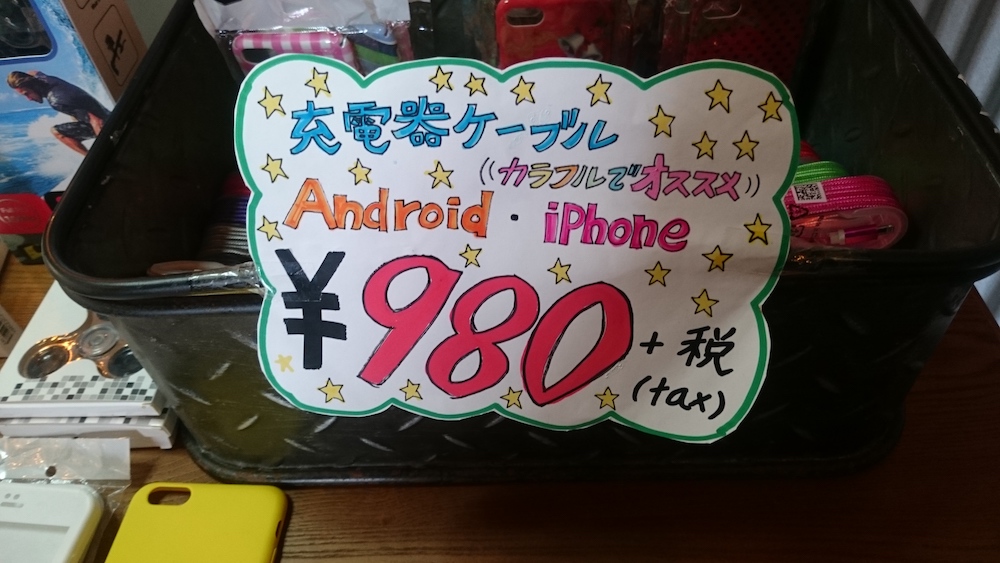 充電器ケーブル
((カラフルでオススメ))
Android・iPhone
¥980+税
(tax)